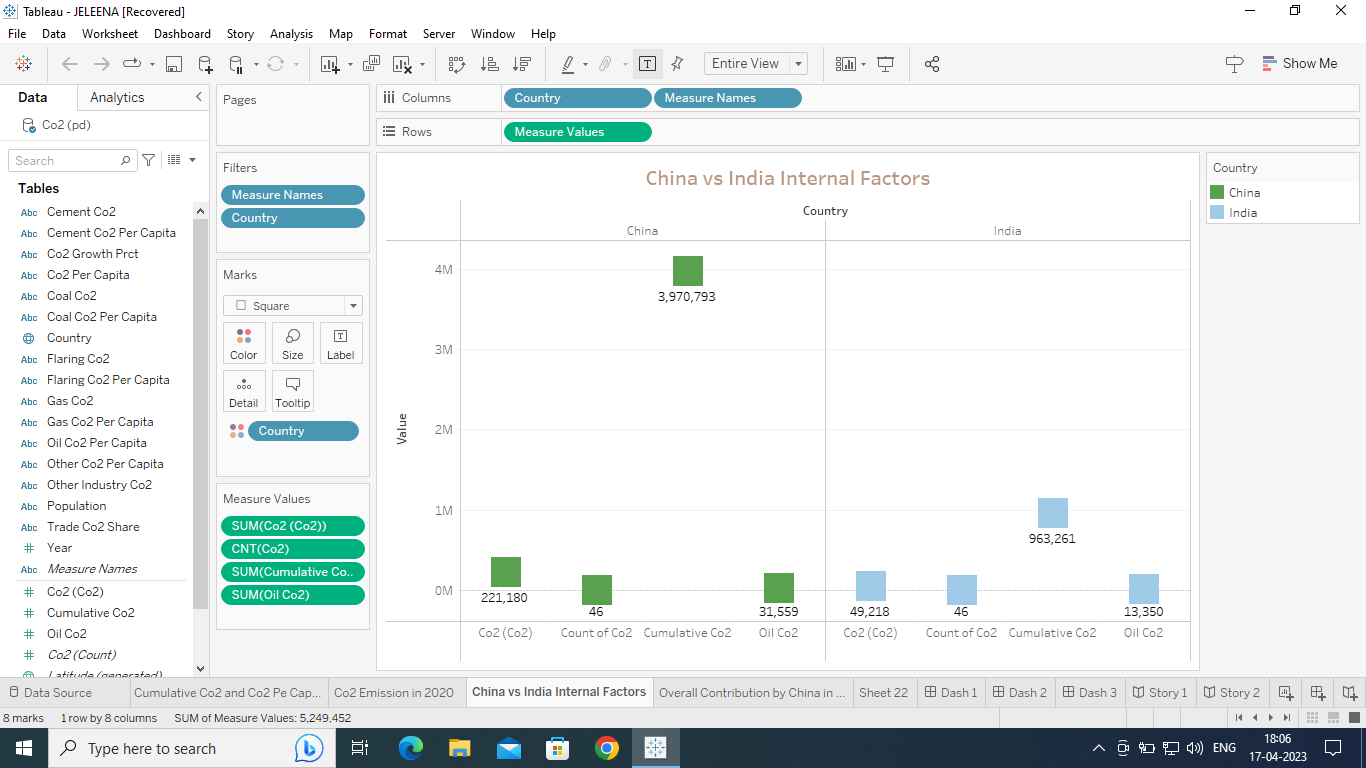 Tableau - JELEENA [Recovered]
File Data Worksheet Dashboard Story Analysis Map Format Server Window Help
Entire View
Show Me
Data
Analytics
Co2 (pd)
Search
Tables
Abc Cement Co2
Abc Cement Co2 Per Capita
Abc Co2 Growth Prct
Abc Co2 Per Capita
Abc Coal Co2
Abc Coal Co2 Per Capita
Country
Abc Flaring Co2
Abc Flaring Co2 Per Capita
Abc Gas Co2
Abc Gas Co2 Per Capita
Abc Oil Co2 Per Capita
Abc Other Co2 Per Capita
Abc Other Industry Co2
Abc Population
Abc Trade Co2 Share
# Year
Abc Measure Names
# Co2 (Co2)
# Cumulative Co2
# Oil Co2
# Co2 (Count)
Latitude (generated)
Pages
Filters
Measure Names
Country
Marks
Square
Color Size Label
Detail Tooltip
Country
Measure Values
SUM(Co2 (Co2))
CNT(Co2)
SUM(Cumulative Co..
SUM(Oil Co2)
Columns Country Measure Names
Rows Measure Values
China vs India Internal Factors
Country
China India
Value
4M
3M
2M
1M
0M
3,970,793
963,261
221,180 46 31,559 49,218 46 13,350
Co2 (Co2) Count of Co2 Cumulative Co2 Oil Co2 Co2 (Co2) Count of Co2 Cumulative Co2 Oil Co2
Country
China
India
Data Source Cumulative Co2 and Co2 Pe Cap... Co2 Emission in 2020 China vs India Internal Factors Overall Contribution by China in ... Sheet 22 Dash 1 Dash 2 Dash 3 Story 1 Story 2
8 marks 1 row by 8 columns SUM of Measure Values: 5,249,452
Type here to search
ENG
18:06
17-04-2023